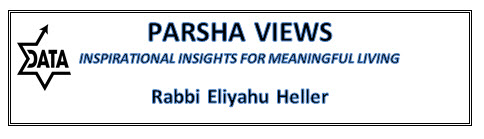 PARSHA VIEWS
DATA
INSPIRATIONAL INSIGHTS FOR MEANINGFUL LIVING
Rabbi Eliyahu Heller